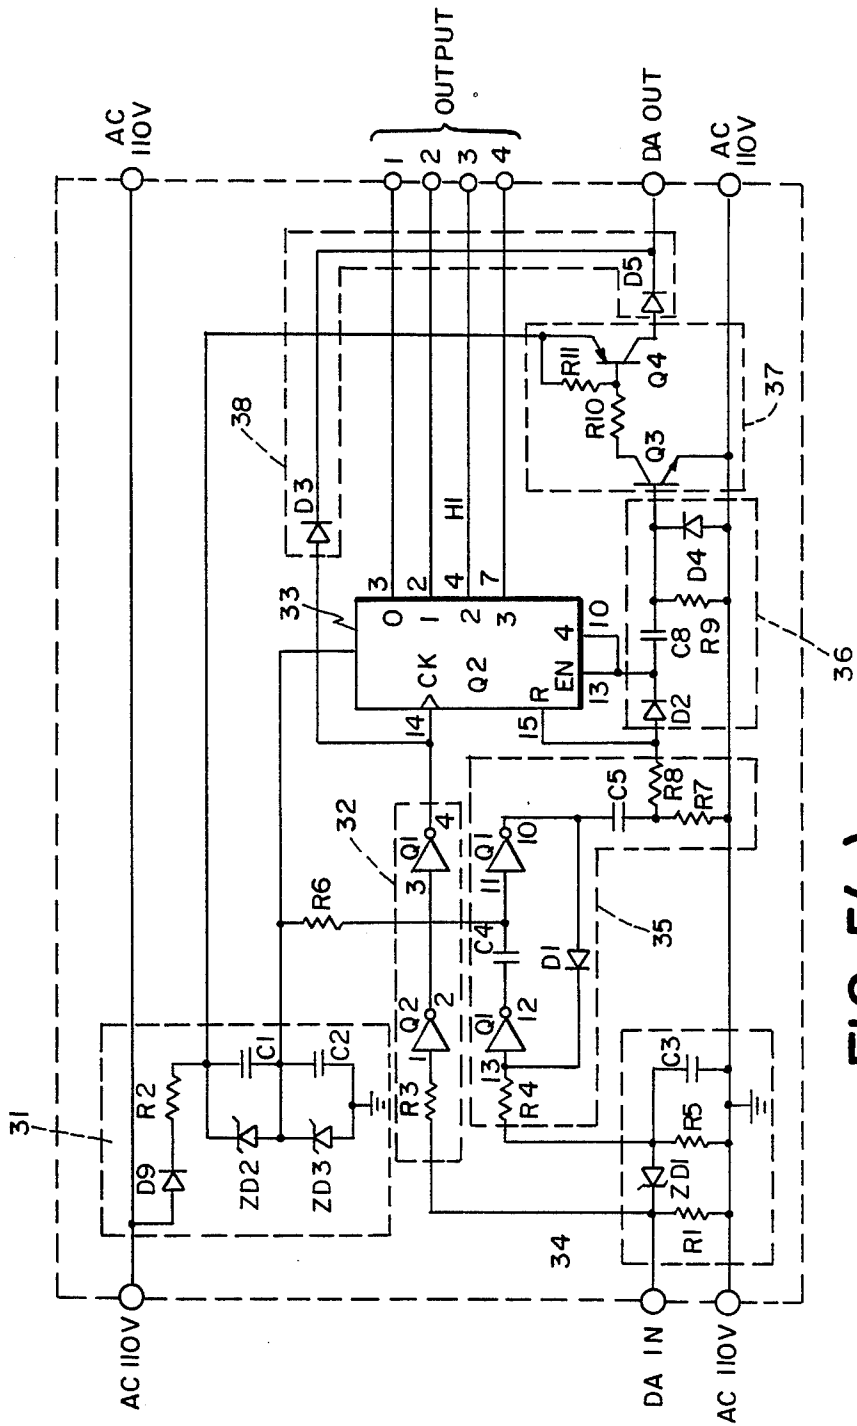 AC 110V
AC 110V
31
D9
R2
ZD2
C1
ZD3
C2
R6
32
R3
1
Q2
2
3
Q1
4
33
14
CK
Q2
15
R
EN
13
4
10
0
3
1
2
2
4
3
7
H1
38
D3
1
2
3
4
OUTPUT
R4
13
Q1
12
C4
11
Q1
10
D1
35
C5
R8
R7
D2
C8
R9
D4
36
Q3
R10
R11
Q4
37
D5
34
R1
ZD1
R5
C3
DA IN
DA OUT
AC 110V
AC 110V